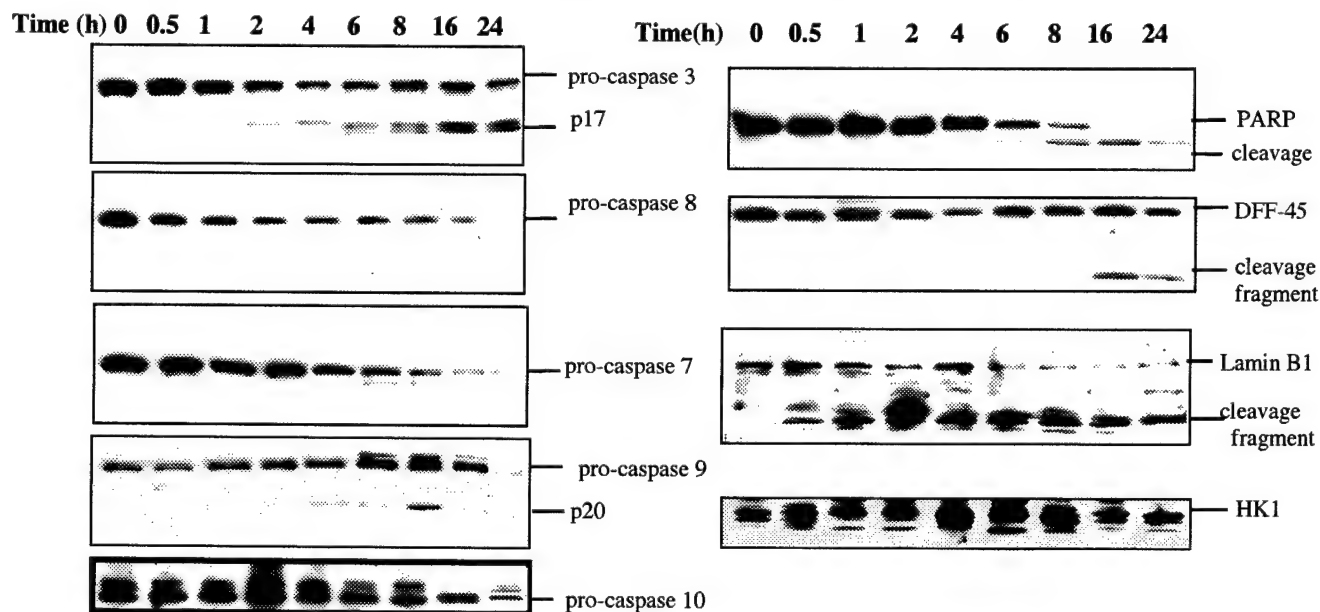 Time (h) 0 0.5 1 2 4 6 8 16 24
pro-caspase 3
p17
pro-caspase 8
pro-caspase 7
pro-caspase 9
p20
pro-caspase 10
Time(h) 0 0.5 1 2 4 6 8 16 24
PARP
cleavage
DFF-45
cleavage
fragment
Lamin B1
cleavage
fragment
HK1